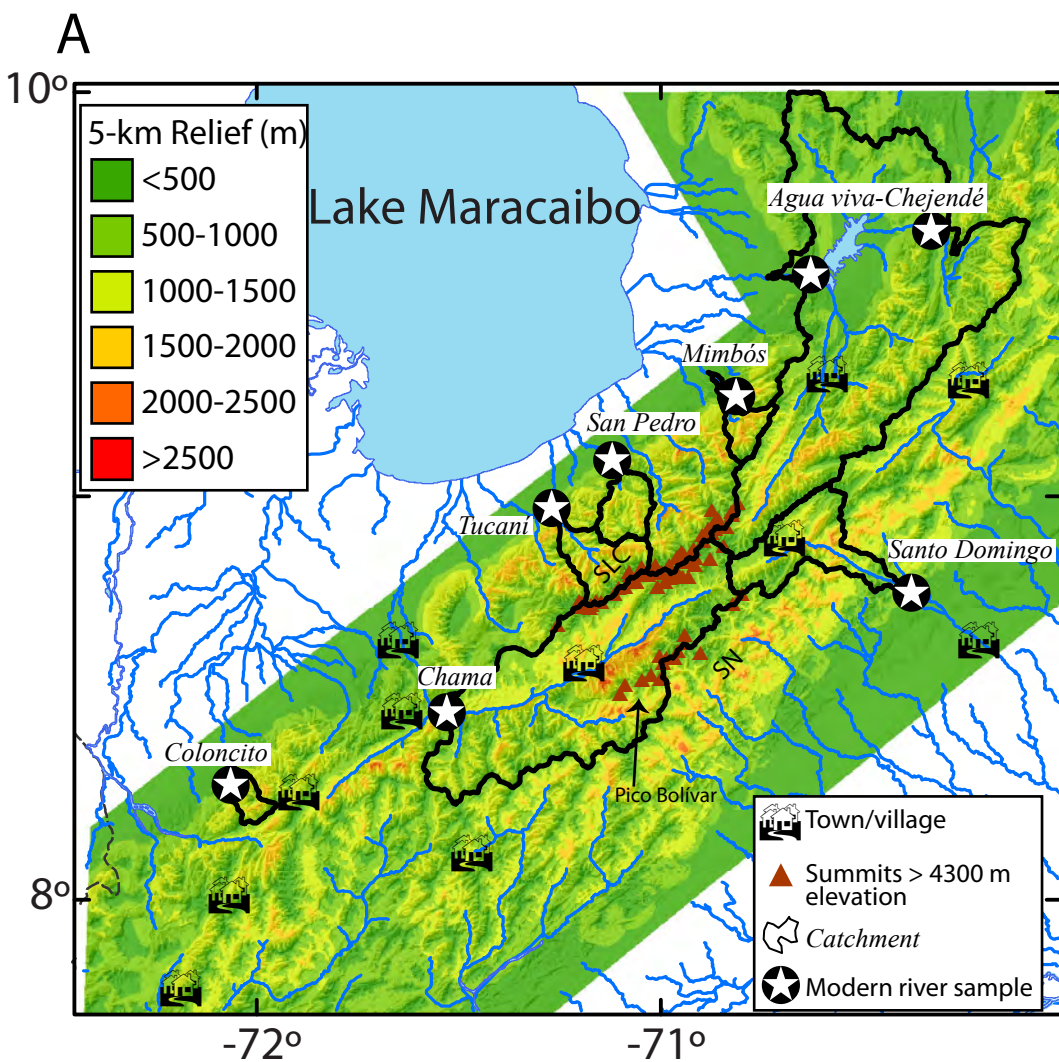 A
10º
5-km Relief (m)
<500
500-1000
1000-1500
1500-2000
2000-2500
>2500
Lake Maracaibo
Agua viva-Chejendé
Mimbós
San Pedro
Tucaní
SLC
Santo Domingo
SN
Chama
Coloncito
Pico Bolívar
Town/village
Summits > 4300 m
elevation
Catchment
Modern river sample
8º
-72º
-71º